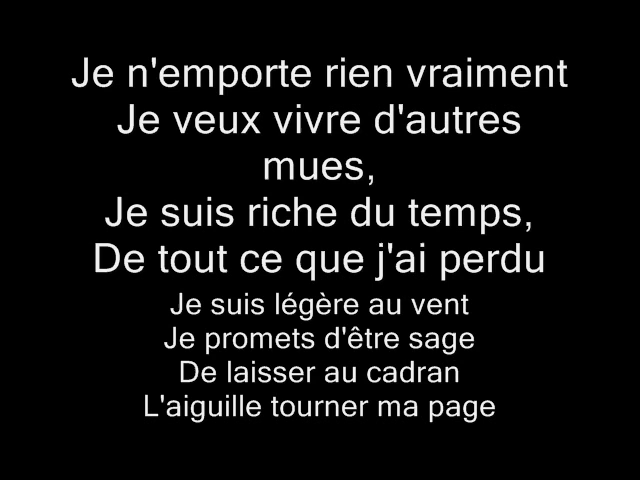 Je n'emporte rien vraiment
Je veux vivre d'autres
mues,
Je suis riche du temps,
De tout ce que j'ai perdu
Je suis légère au vent
Je promets d'être sage
De laisser au cadran
L'aiguille tourner ma page